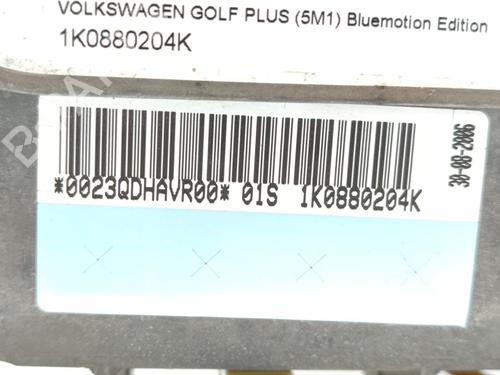 VOLKSWAGEN GOLF PLUS (5M1) Bluemotion Edition
1K0880204K
*0023QDHAVR00* 01S 1K0880204K
30-08-2006